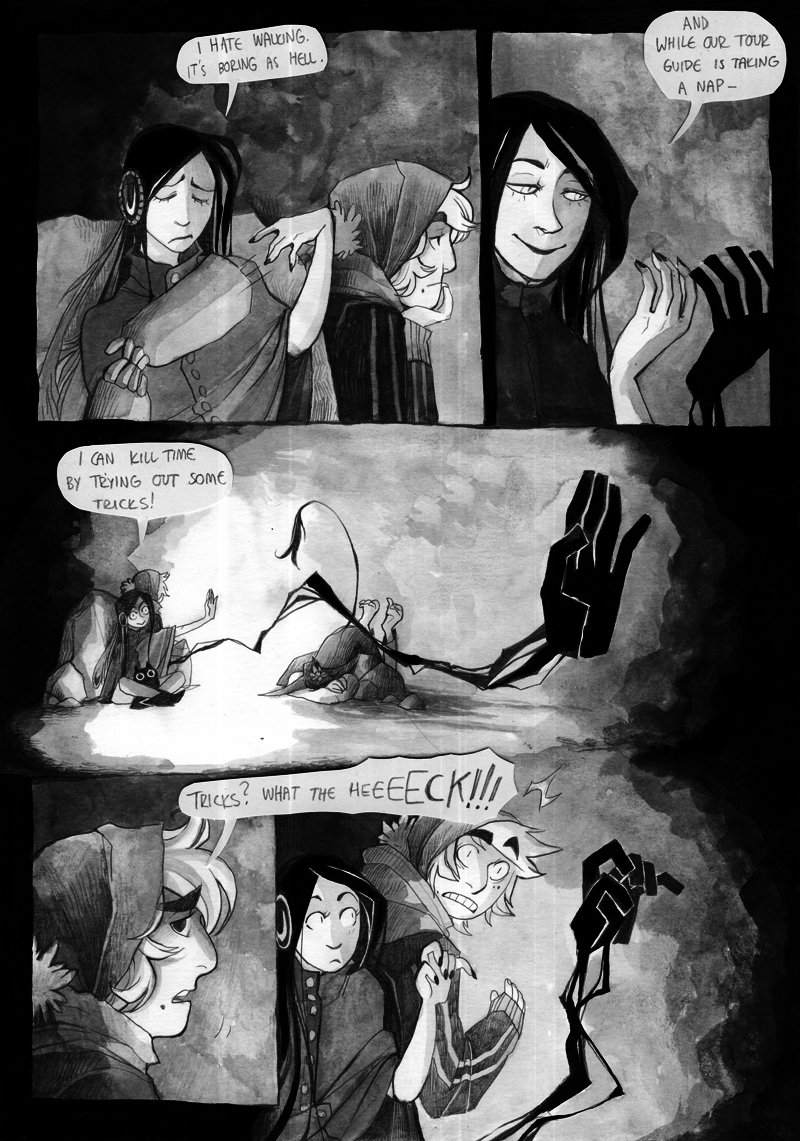 I HATE WALKING.
IT'S BORING AS HELL.
AND
WHILE OUR TOUR
GUIDE IS TAKING
A NAP-
I CAN KILL TIME
BY TRYING OUT SOME
TRICKS!
TRICKS? WHAT THE HEEEEECK!!!